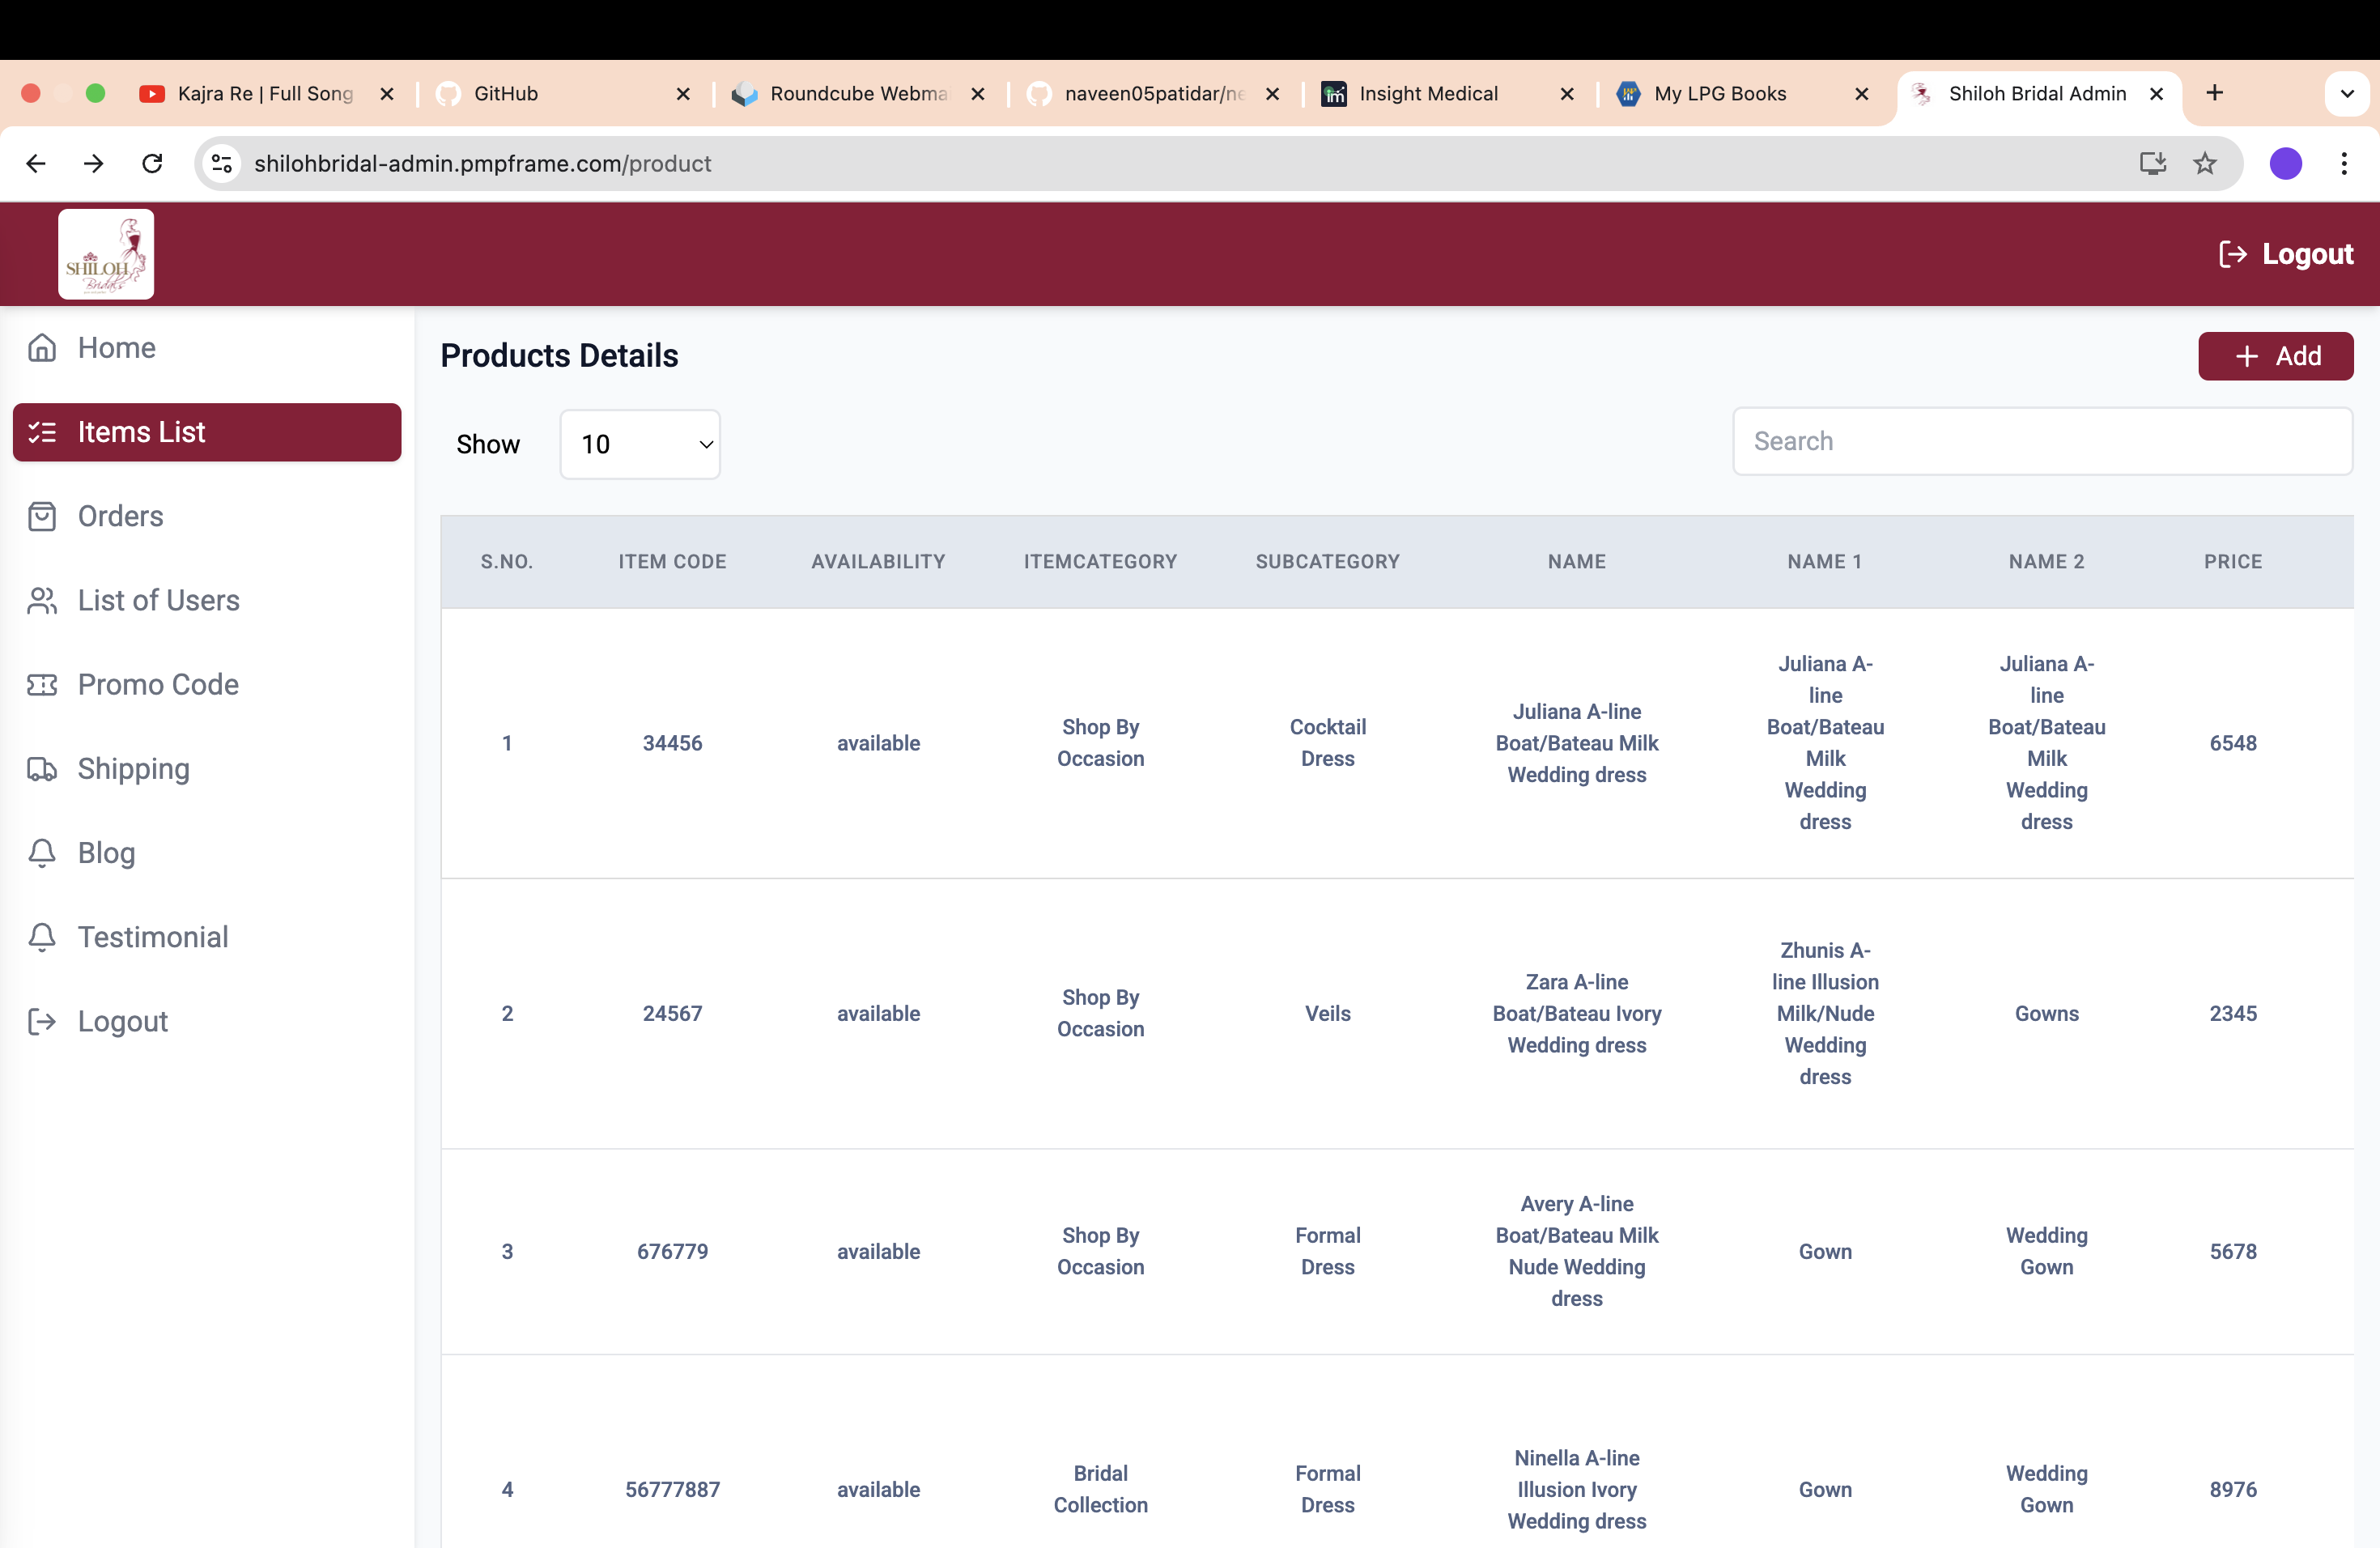 Kajra Re | Full Song
GitHub
Roundcube Webma
naveen05patidar/ne
Insight Medical
My LPG Books
Shiloh Bridal Admin
shilohbridal-admin.pmpframe.com/product
SHILOH
Bridals
Logout
Home
Items List
Orders
List of Users
Promo Code
Shipping
Blog
Testimonial
Logout
Products Details
Add
Show
10
Search
S.NO. ITEM CODE AVAILABILITY ITEMCATEGORY SUBCATEGORY NAME NAME 1 NAME 2 PRICE
1
34456
available
Shop By
Occasion
Cocktail
Dress
Juliana A-line
Boat/Bateau Milk
Wedding dress
Juliana A-
line
Boat/Bateau
Milk
Wedding
dress
Juliana A-
line
Boat/Bateau
Milk
Wedding
dress
6548
2
24567
available
Shop By
Occasion
Veils
Zara A-line
Boat/Bateau Ivory
Wedding dress
Zhunis A-
line Illusion
Milk/Nude
Wedding
dress
Gowns
2345
3
676779
available
Shop By
Occasion
Formal
Dress
Avery A-line
Boat/Bateau Milk
Nude Wedding
dress
Gown
Wedding
Gown
5678
4
56777887
available
Bridal
Collection
Formal
Dress
Ninella A-line
Illusion Ivory
Wedding dress
Gown
Wedding
Gown
8976